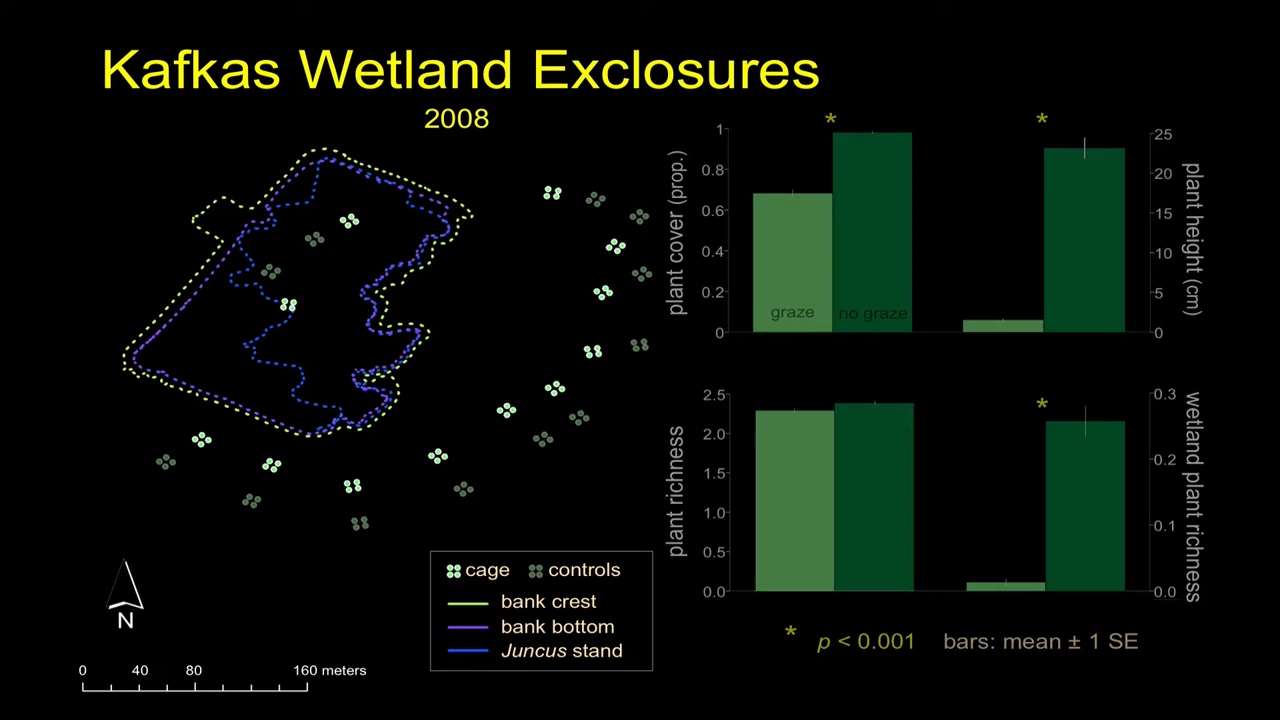 Kafkas Wetland Exclosures
2008
*
*
1
0.8
0.6
0.4
0.2
0
plant cover (prop.)
graze
no graze
25
20
15
10
5
0
plant height (cm)
2.5
2.0
1.5
1.0
0.5
0.0
plant richness
*
0.3
0.2
0.1
0.0
wetland plant richness
cage controls
bank crest
bank bottom
Juncus stand
N
0 40 80 160 meters
* p < 0.001 bars: mean ± 1 SE